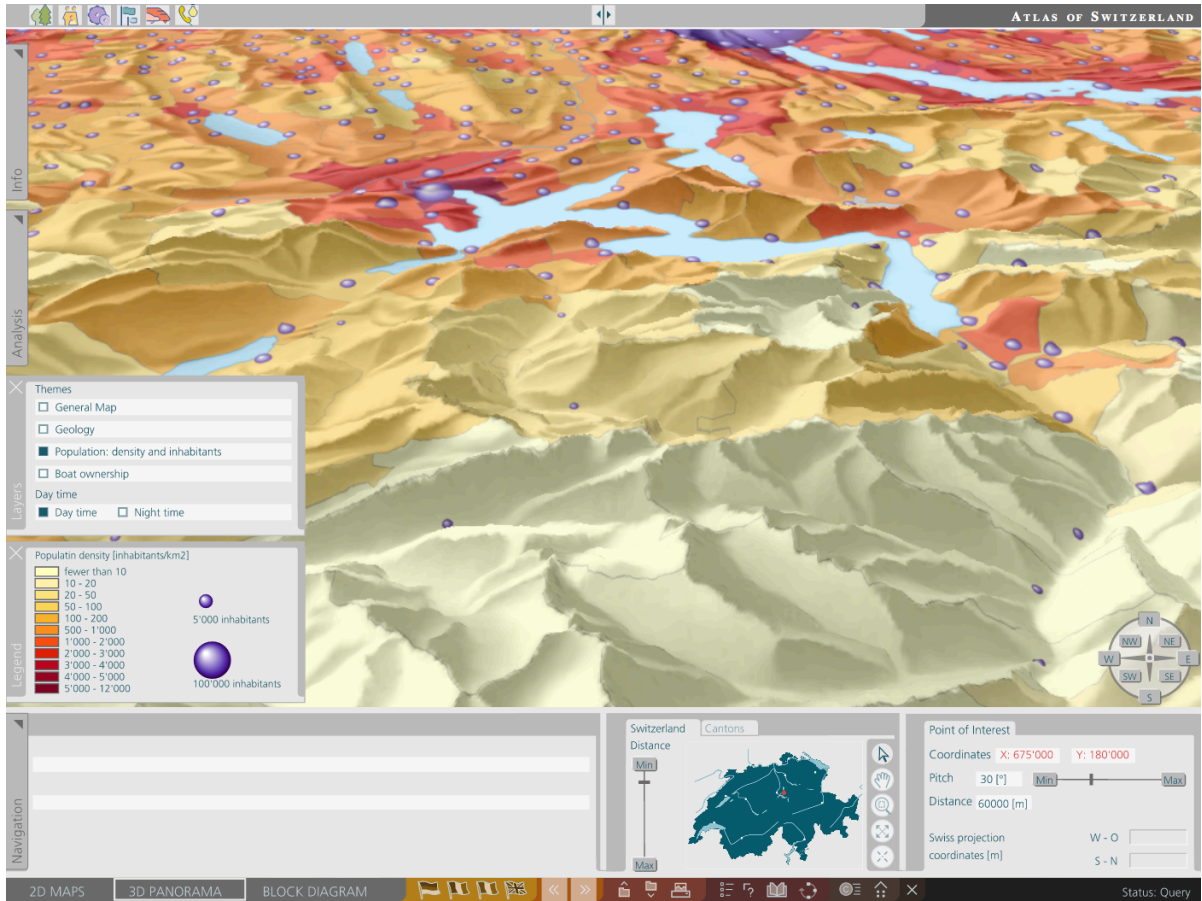 ATLAS OF SWITZERLAND
Info
Analysis
Layers
Themes
General Map
Geology
Population: density and inhabitants
Boat ownership
Day time
Day time Night time
Legend
Populatin density [inhabitants/km2]
fewer than 10
10 - 20
20 - 50
50 - 100
100 - 200
500 - 1'000
1'000 - 2'000
2'000 - 3'000
3'000 - 4'000
4'000 - 5'000
5'000 - 12'000
5'000 inhabitants
100'000 inhabitants
N
NW NE
W E
SW SE
S
Navigation
Switzerland Cantons
Distance
Min
Max
Point of Interest
Coordinates X: 675'000 Y: 180'000
Pitch 30 [°] Min Max
Distance 60000 [m]
Swiss projection W - O
coordinates [m] S - N
2D MAPS 3D PANORAMA BLOCK DIAGRAM Status: Query